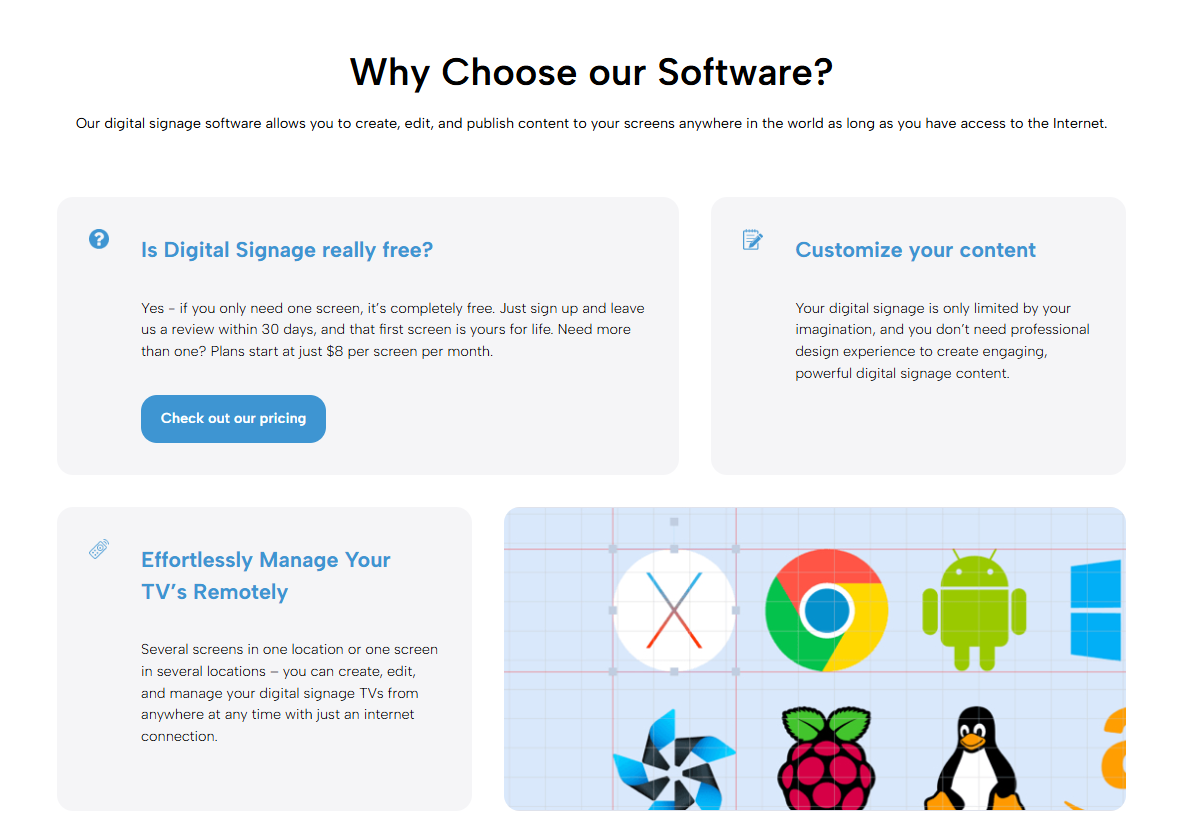 Why Choose our Software?
Our digital signage software allows you to create, edit, and publish content to your screens anywhere in the world as long as you have access to the Internet.
Is Digital Signage really free?
Yes - if you only need one screen, it’s completely free. Just sign up and leave
us a review within 30 days, and that first screen is yours for life. Need more
than one? Plans start at just $8 per screen per month.
Check out our pricing
Customize your content
Your digital signage is only limited by your
imagination, and you don’t need professional
design experience to create engaging,
powerful digital signage content.
Effortlessly Manage Your
TV’s Remotely
Several screens in one location or one screen
in several locations – you can create, edit,
and manage your digital signage TVs from
anywhere at any time with just an internet
connection.